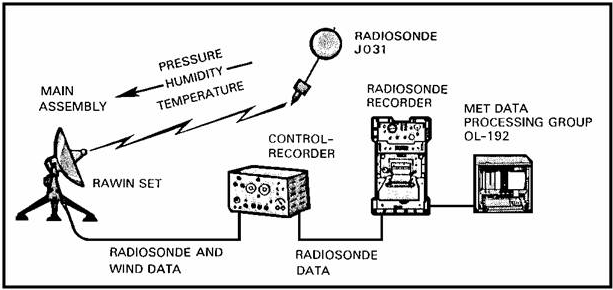 RADIOSONDE
J031
PRESSURE
HUMIDITY
TEMPERATURE
MAIN
ASSEMBLY
RADIOSONDE
RECORDER
MET DATA
PROCESSING GROUP
OL-192
CONTROL-
RECORDER
RAWIN SET
RADIOSONDE AND
WIND DATA
RADIOSONDE
DATA